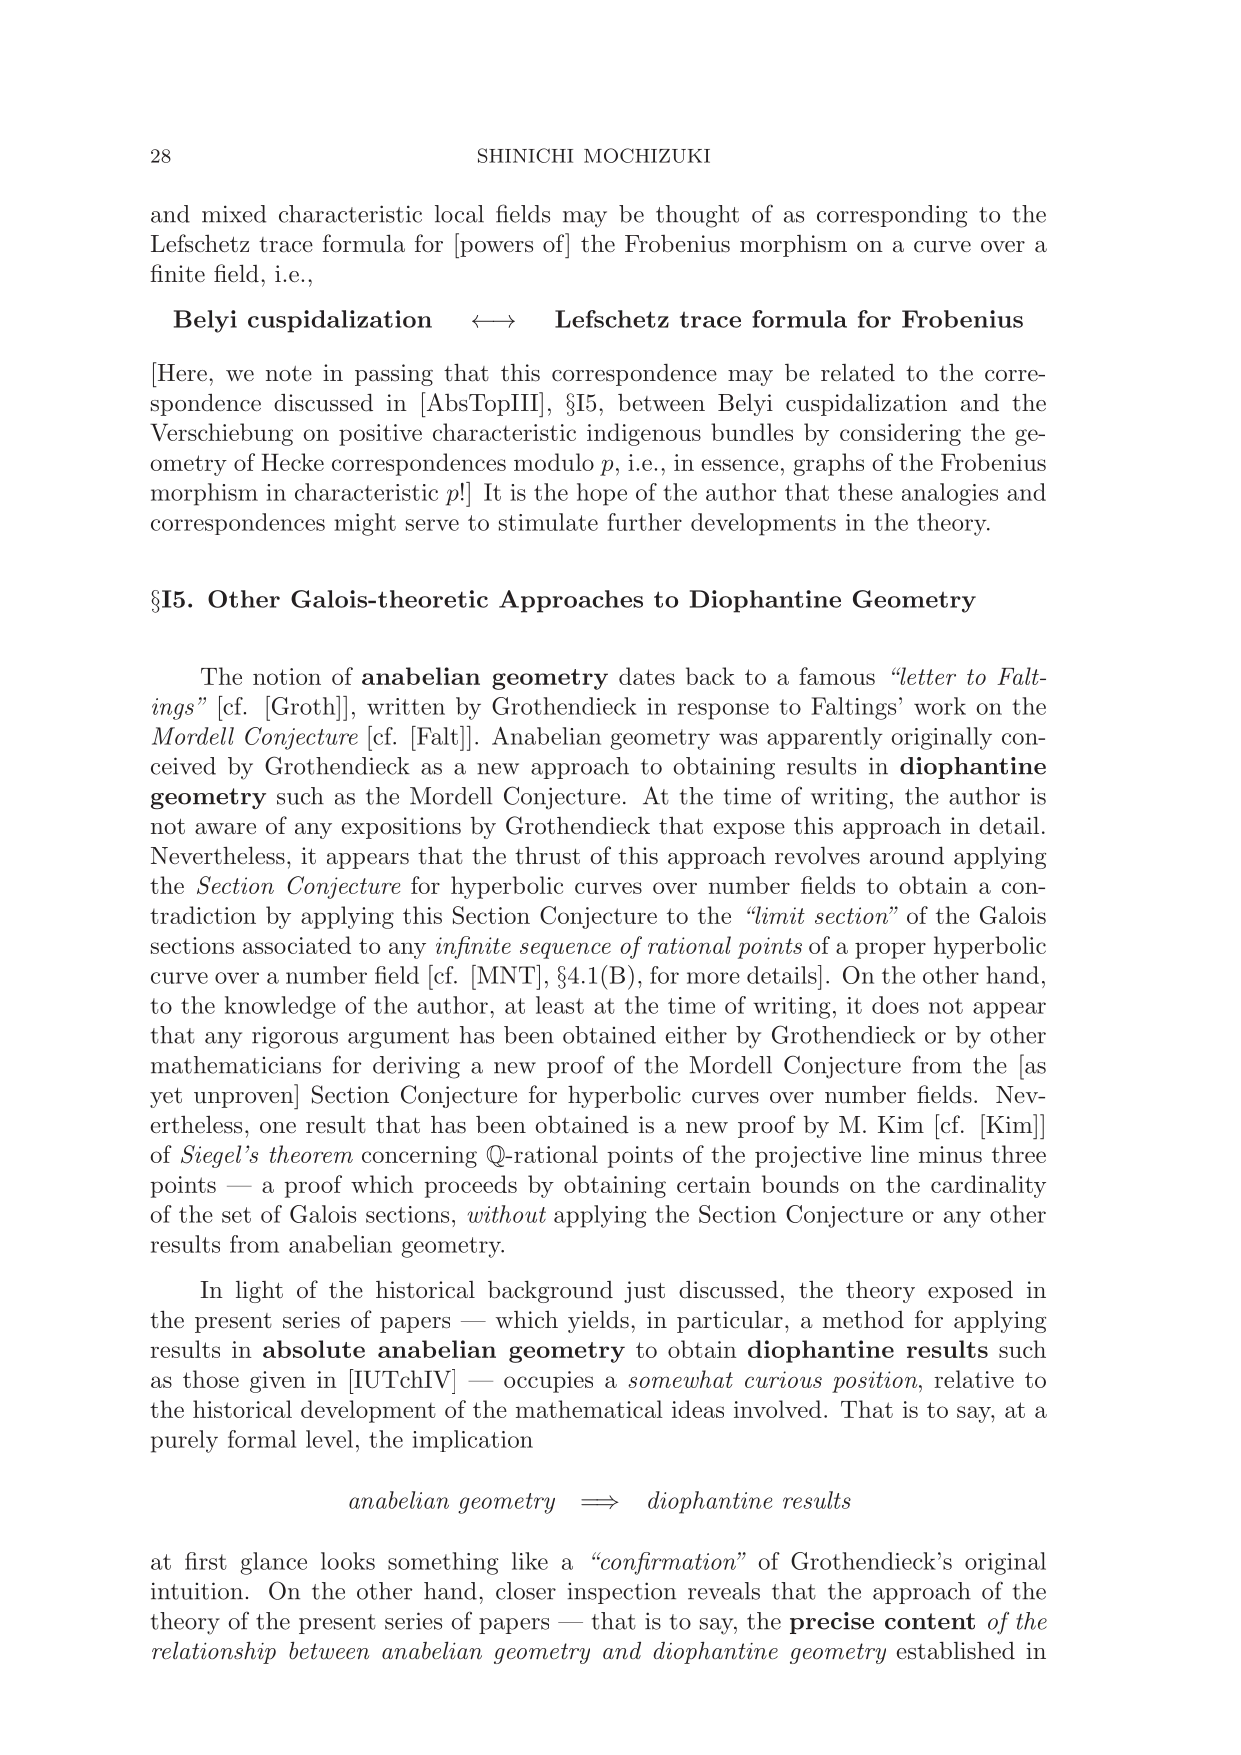 28
SHINICHI MOCHIZUKI
and mixed characteristic local fields may be thought of as corresponding to the
Lefschetz trace formula for [powers of] the Frobenius morphism on a curve over a
finite field, i.e.,
Belyi cuspidalization ⟷ Lefschetz trace formula for Frobenius
[Here, we note in passing that this correspondence may be related to the corre-
spondence discussed in [AbsTopIII], §I5, between Belyi cuspidalization and the
Verschiebung on positive characteristic indigenous bundles by considering the ge-
ometry of Hecke correspondences modulo p, i.e., in essence, graphs of the Frobenius
morphism in characteristic p!] It is the hope of the author that these analogies and
correspondences might serve to stimulate further developments in the theory.
§I5. Other Galois-theoretic Approaches to Diophantine Geometry
The notion of anabelian geometry dates back to a famous “letter to Falt-
ings” [cf. [Groth]], written by Grothendieck in response to Faltings’ work on the
Mordell Conjecture [cf. [Falt]]. Anabelian geometry was apparently originally con-
ceived by Grothendieck as a new approach to obtaining results in diophantine
geometry such as the Mordell Conjecture. At the time of writing, the author is
not aware of any expositions by Grothendieck that expose this approach in detail.
Nevertheless, it appears that the thrust of this approach revolves around applying
the Section Conjecture for hyperbolic curves over number fields to obtain a con-
tradiction by applying this Section Conjecture to the “limit section” of the Galois
sections associated to any infinite sequence of rational points of a proper hyperbolic
curve over a number field [cf. [MNT], §4.1(B), for more details]. On the other hand,
to the knowledge of the author, at least at the time of writing, it does not appear
that any rigorous argument has been obtained either by Grothendieck or by other
mathematicians for deriving a new proof of the Mordell Conjecture from the [as
yet unproven] Section Conjecture for hyperbolic curves over number fields. Nev-
ertheless, one result that has been obtained is a new proof by M. Kim [cf. [Kim]]
of Siegel’s theorem concerning ℚ-rational points of the projective line minus three
points — a proof which proceeds by obtaining certain bounds on the cardinality
of the set of Galois sections, without applying the Section Conjecture or any other
results from anabelian geometry.
In light of the historical background just discussed, the theory exposed in
the present series of papers — which yields, in particular, a method for applying
results in absolute anabelian geometry to obtain diophantine results such
as those given in [IUTchIV] — occupies a somewhat curious position, relative to
the historical development of the mathematical ideas involved. That is to say, at a
purely formal level, the implication
anabelian geometry ⟹ diophantine results
at first glance looks something like a “confirmation” of Grothendieck’s original
intuition. On the other hand, closer inspection reveals that the approach of the
theory of the present series of papers — that is to say, the precise content of the
relationship between anabelian geometry and diophantine geometry established in